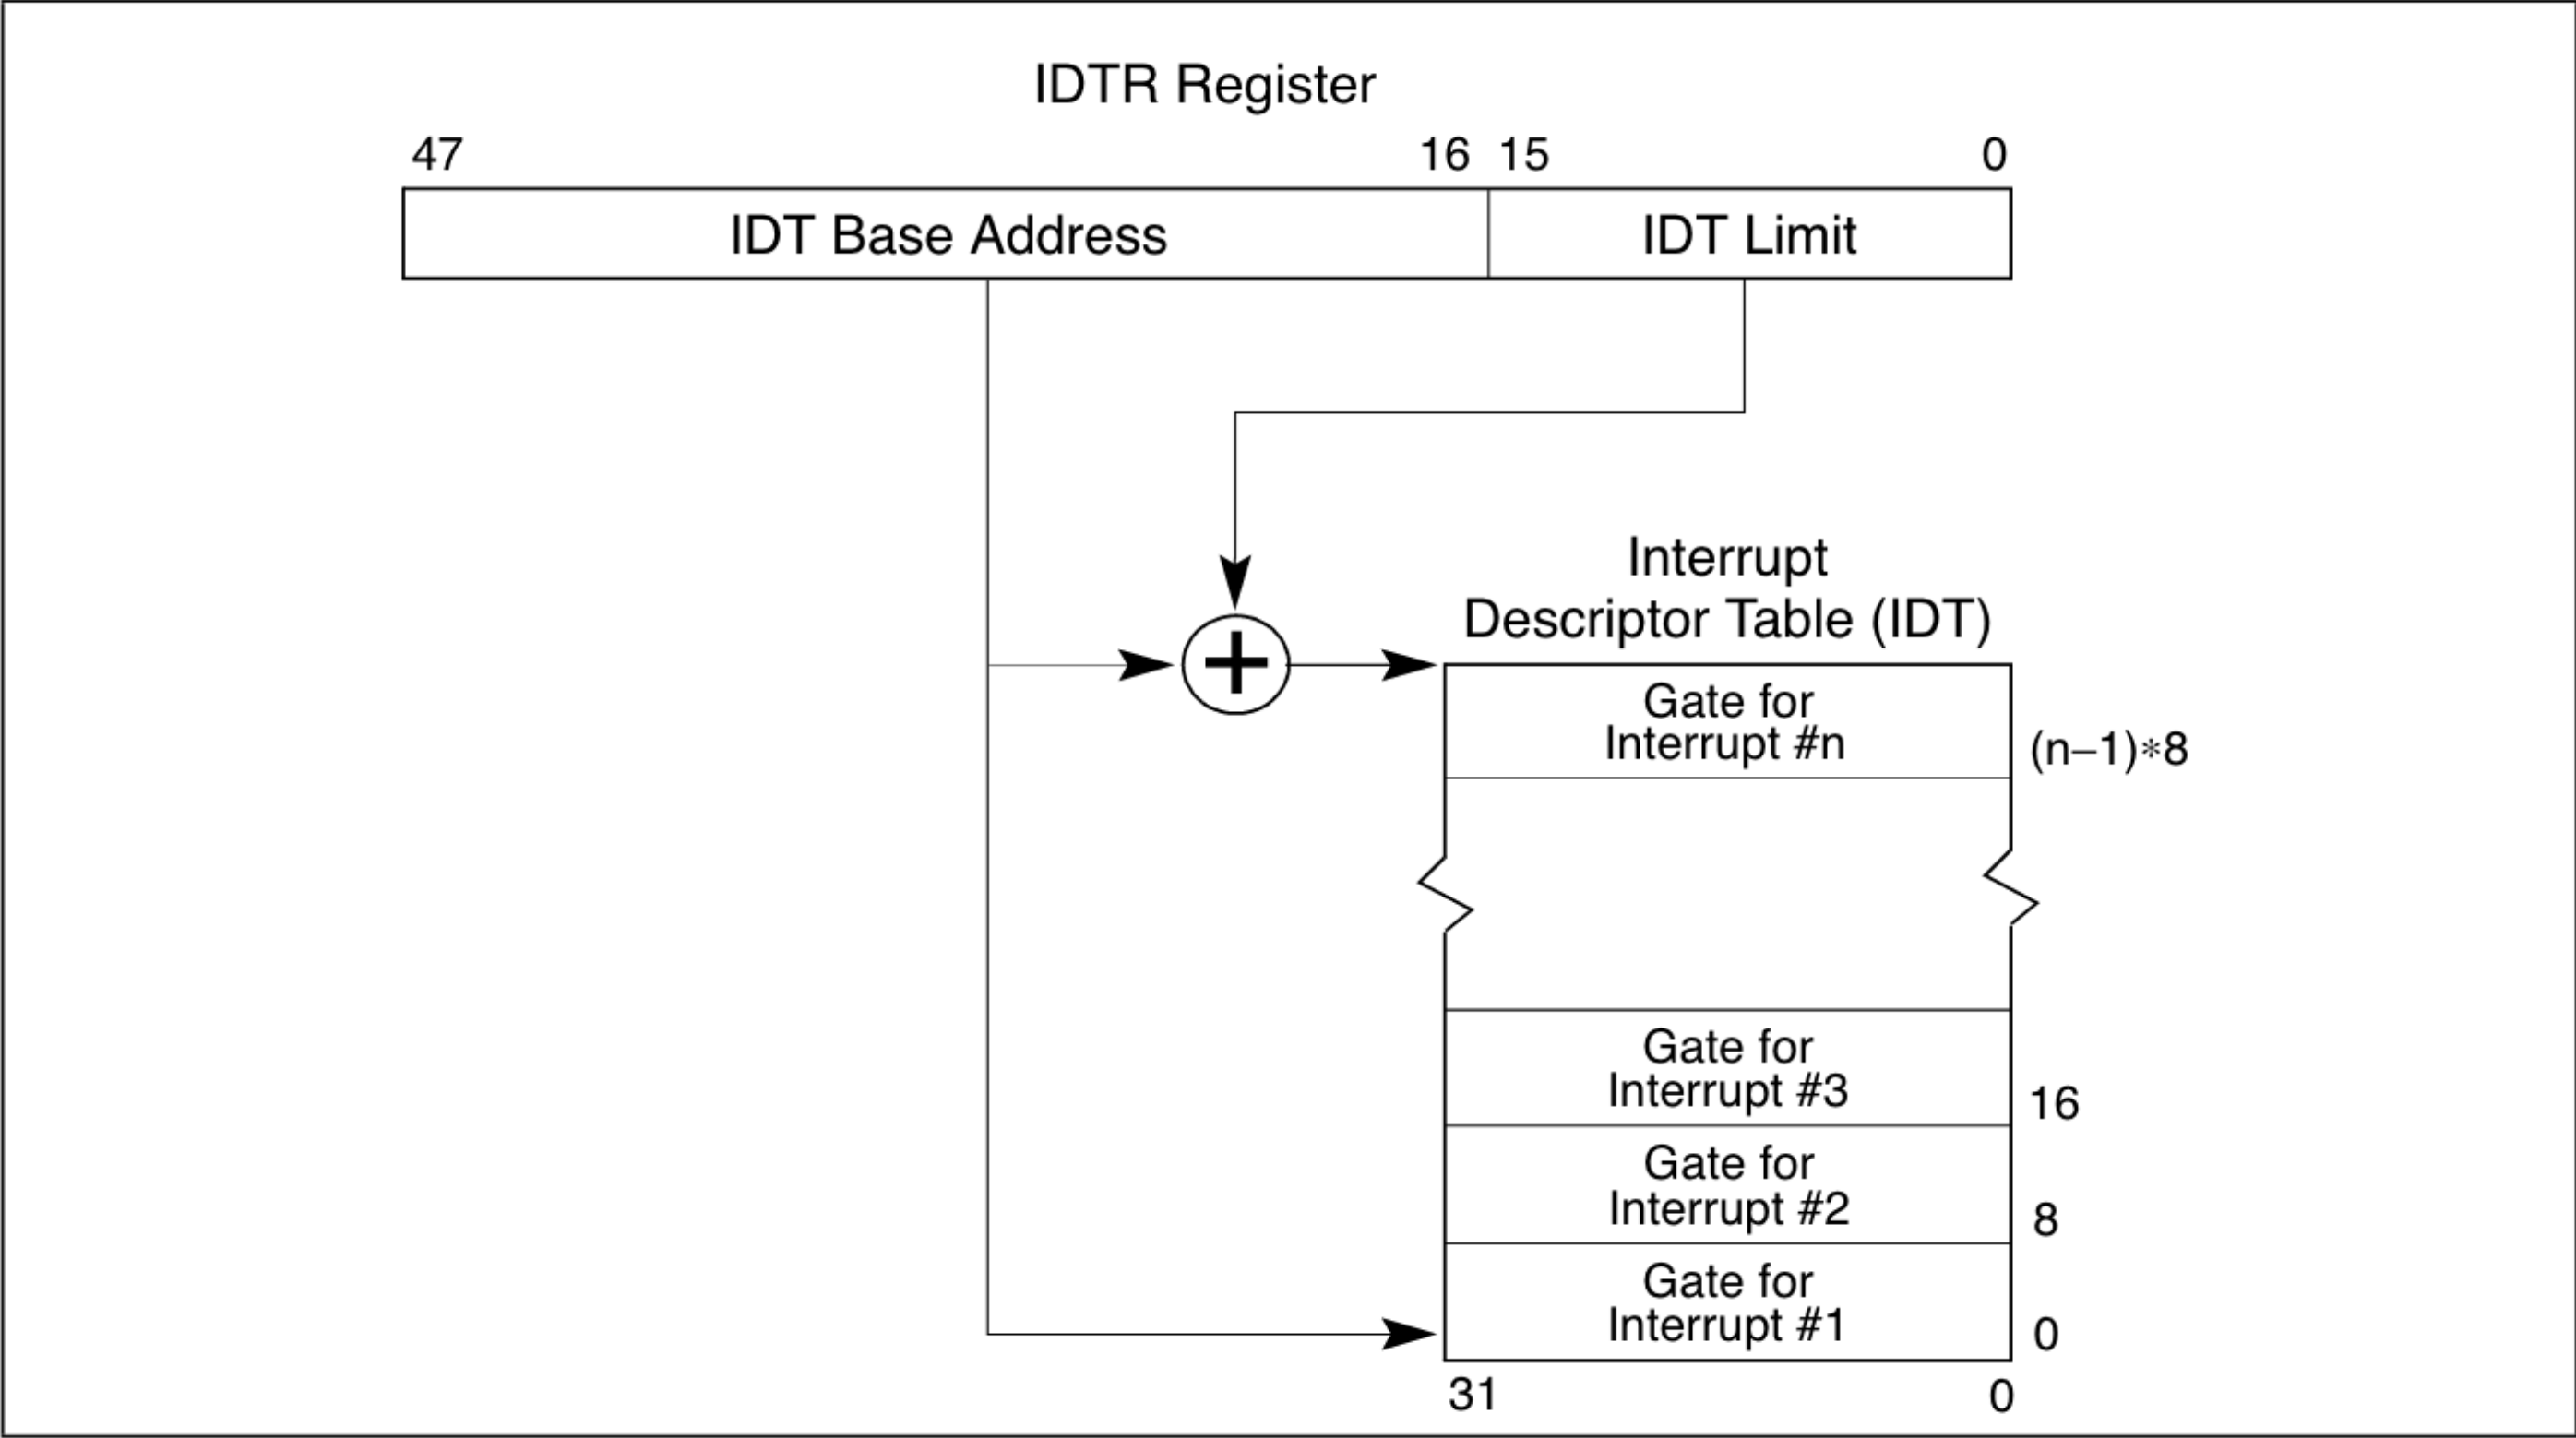 IDTR Register
47 16 15 0
IDT Base Address IDT Limit
Interrupt
Descriptor Table (IDT)
Gate for
Interrupt #n
(n–1)*8
Gate for
Interrupt #3
16
Gate for
Interrupt #2
8
Gate for
Interrupt #1
0
31 0